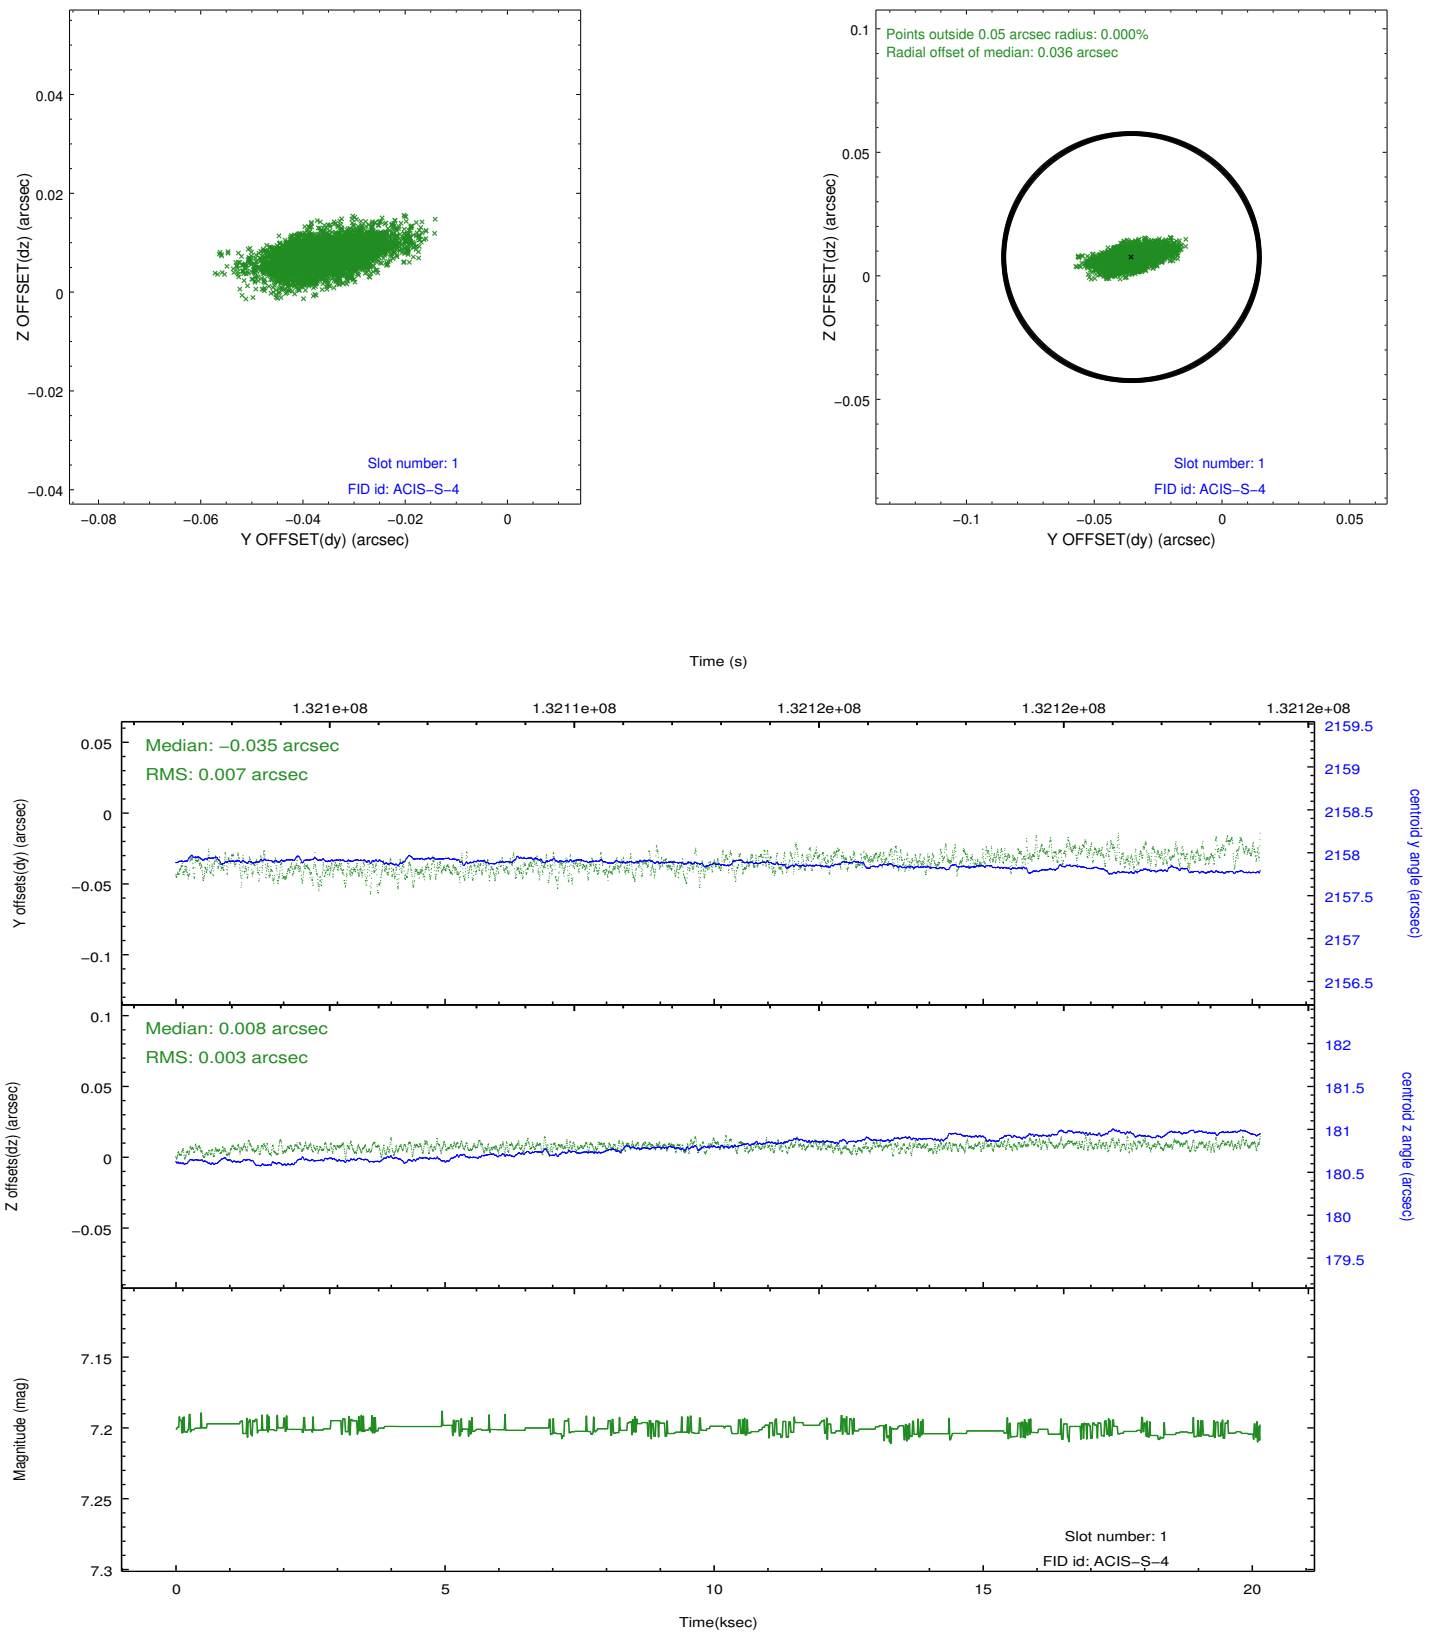 0.04
0.02
0
−0.02
−0.04
Z OFFSET(dz) (arcsec)
Slot number: 1
FID id: ACIS−S−4
−0.08 −0.06 −0.04 −0.02 0
Y OFFSET(dy) (arcsec)
Points outside 0.05 arcsec radius: 0.000%
Radial offset of median: 0.036 arcsec
0.1
0.05
0
−0.05
Z OFFSET(dz) (arcsec)
Slot number: 1
FID id: ACIS−S−4
−0.1 −0.05 0 0.05
Y OFFSET(dy) (arcsec)
Time (s)
1.321e+08 1.3211e+08 1.3212e+08 1.3212e+08 1.3212e+08
Median: −0.035 arcsec
RMS: 0.007 arcsec
0.05
0
−0.05
−0.1
Y offsets(dy) (arcsec)
2159.5
2159
2158.5
2158
2157.5
2157
2156.5
centroid y angle (arcsec)
Median: 0.008 arcsec
RMS: 0.003 arcsec
0.1
0.05
0
−0.05
Z offsets(dz) (arcsec)
182
181.5
181
180.5
180
179.5
centroid z angle (arcsec)
7.15
7.2
7.25
7.3
Magnitude (mag)
Slot number: 1
FID id: ACIS−S−4
0 5 10 15 20
Time(ksec)